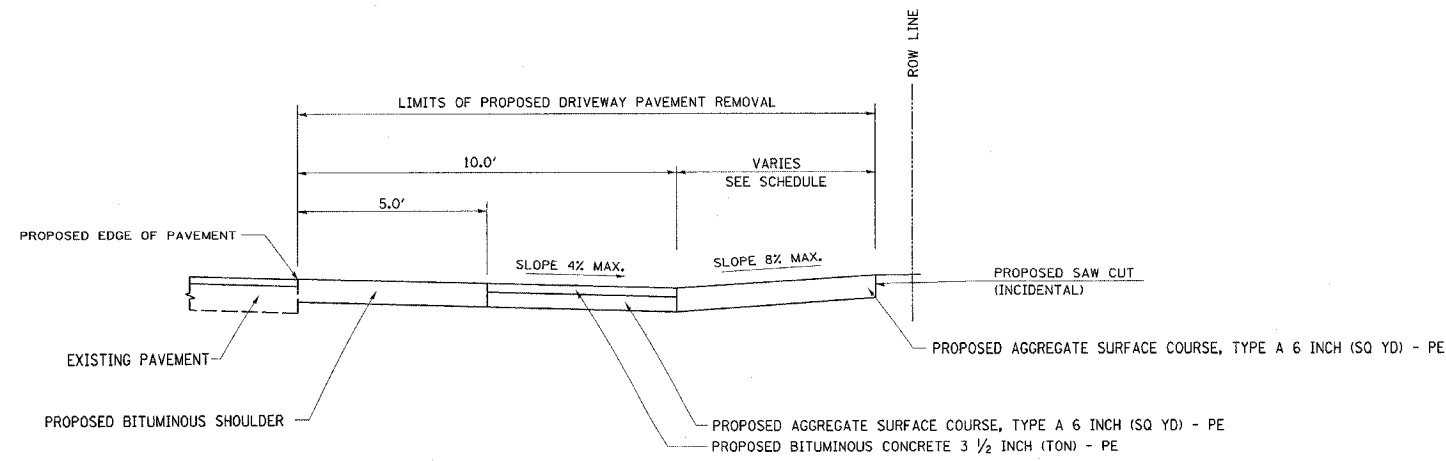 ROW LINE
LIMITS OF PROPOSED DRIVEWAY PAVEMENT REMOVAL
10.0'
VARIES
SEE SCHEDULE
5.0'
PROPOSED EDGE OF PAVEMENT
SLOPE 4% MAX.
SLOPE 8% MAX.
PROPOSED SAW CUT
(INCIDENTAL)
EXISTING PAVEMENT
PROPOSED AGGREGATE SURFACE COURSE, TYPE A 6 INCH (SQ YD) - PE
PROPOSED BITUMINOUS SHOULDER
PROPOSED AGGREGATE SURFACE COURSE, TYPE A 6 INCH (SQ YD) - PE
PROPOSED BITUMINOUS CONCRETE 3 1/2 INCH (TON) - PE